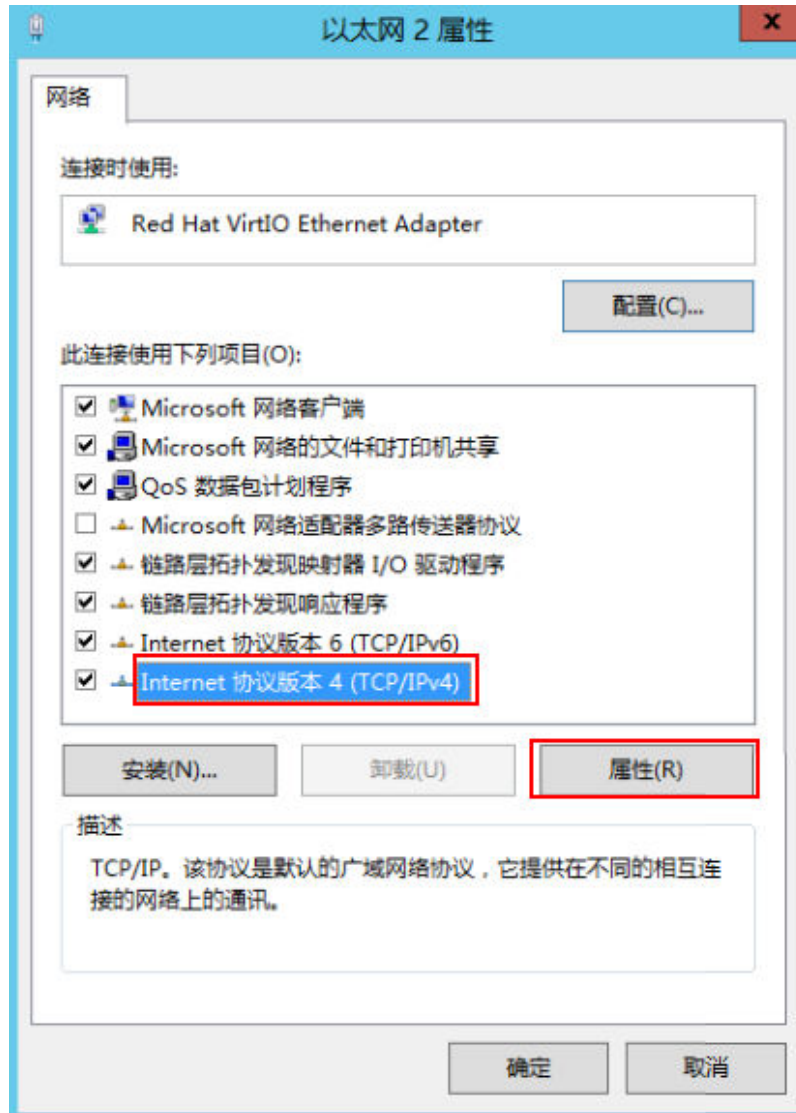 以太网 2 属性
网络
连接时使用:
Red Hat VirtIO Ethernet Adapter
配置(C)...
此连接使用下列项目(O):
Microsoft 网络客户端
Microsoft 网络的文件和打印机共享
QoS 数据包计划程序
Microsoft 网络适配器多路传送器协议
链路层拓扑发现映射器 I/O 驱动程序
链路层拓扑发现响应程序
Internet 协议版本 6 (TCP/IPv6)
Internet 协议版本 4 (TCP/IPv4)
安装(N)... 卸载(U) 属性(R)
描述
TCP/IP。该协议是默认的广域网络协议，它提供在不同的相互连
接的网络上的通讯。
确定 取消